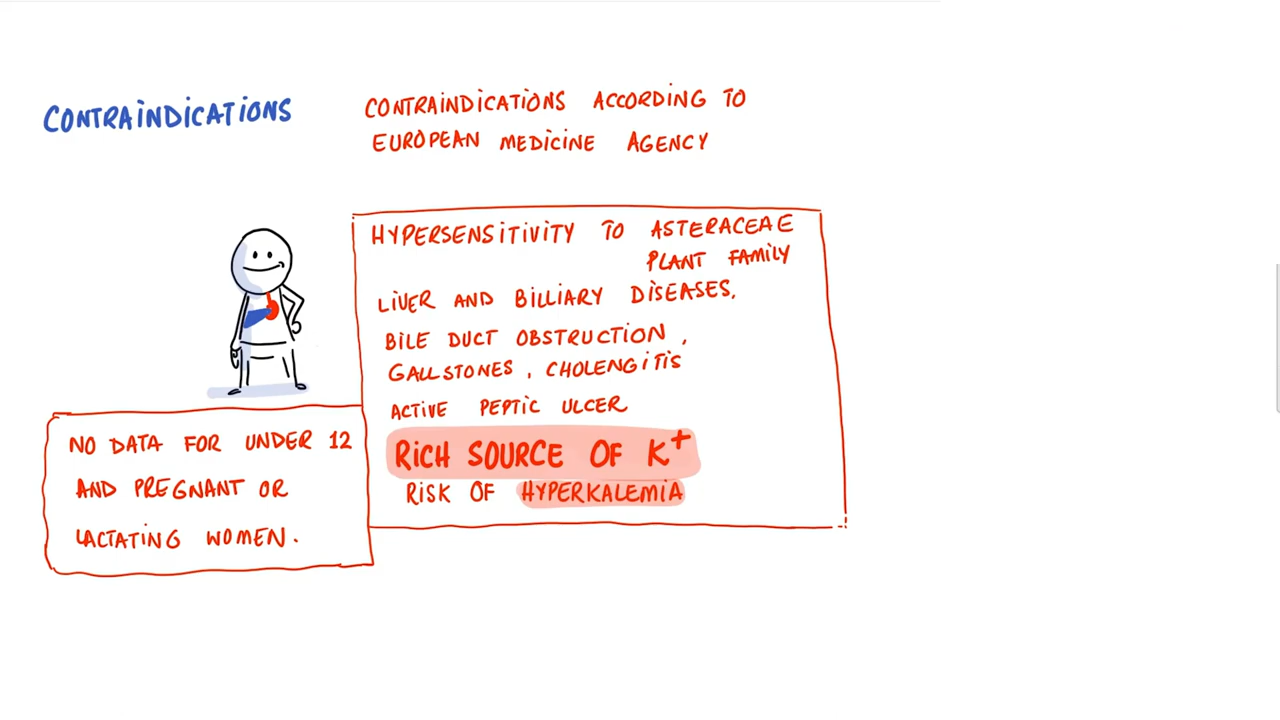 CONTRAINDICATIONS
CONTRAINDICATIONS ACCORDING TO
EUROPEAN MEDICINE AGENCY
HYPERSENSITIVITY TO ASTERACEAE
PLANT FAMILY
LIVER AND BILLIARY DISEASES,
BILE DUCT OBSTRUCTION,
GALLSTONES, CHOLENGITIS
ACTIVE PEPTIC ULCER
RICH SOURCE OF K+
RISK OF HYPERKALEMIA
NO DATA FOR UNDER 12
AND PREGNANT OR
LACTATING WOMEN.